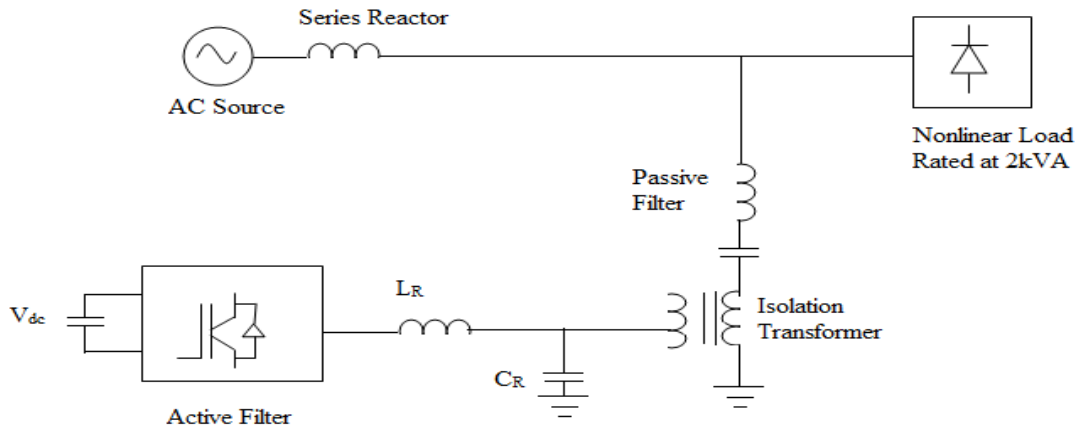 Series Reactor
AC Source
Nonlinear Load
Rated at 2kVA
Passive
Filter
Isolation
Transformer
LR
Vdc
CR
Active Filter